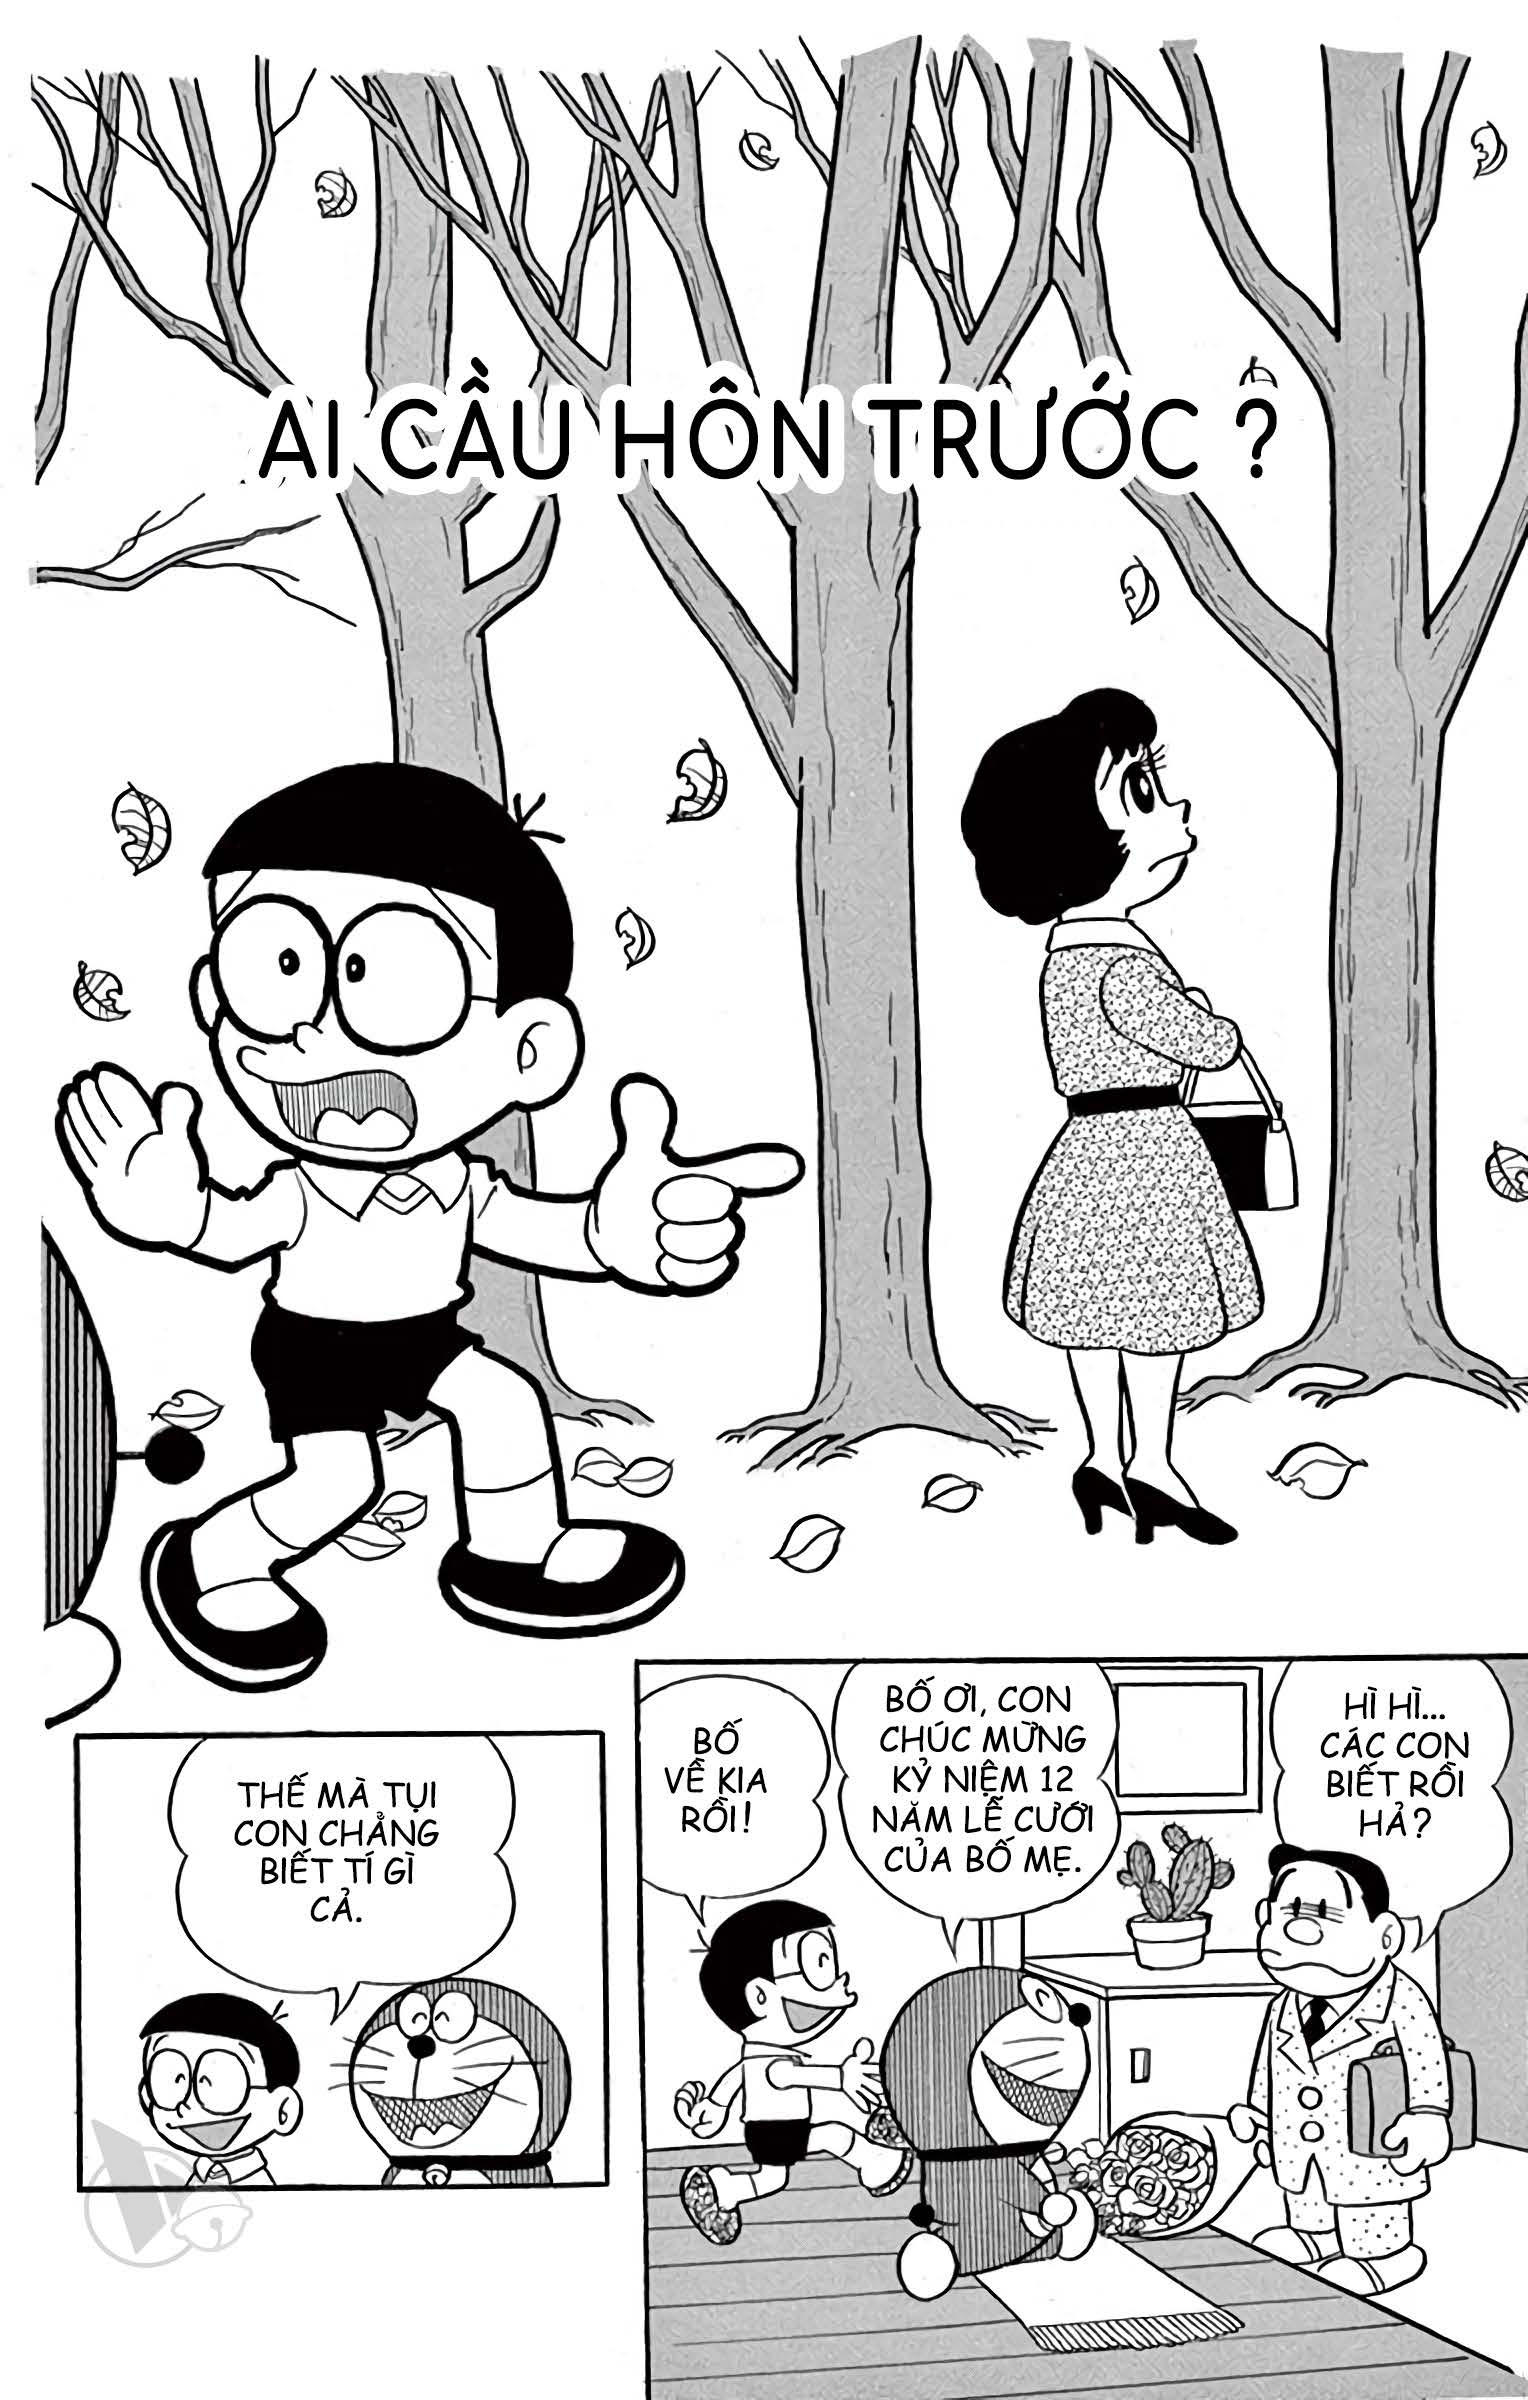 AI CẦU HÔN TRƯỚC ?
HÌ HÌ...
CÁC CON
BIẾT RỒI
HẢ?
BỐ ƠI, CON
CHÚC MỪNG
KỶ NIỆM 12
NĂM LỄ CƯỚI
CỦA BỐ MẸ.
BỐ
VỀ KIA
RỒI!
THẾ MÀ TỤI
CON CHẲNG
BIẾT TÍ GÌ
CẢ.